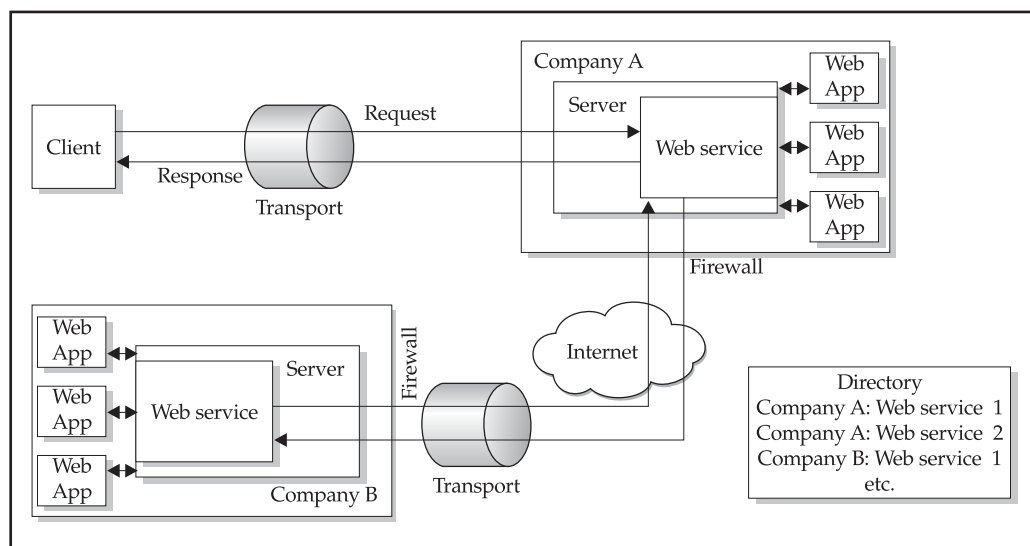 Company A
Web
App
Server
Web
App
Web
App
Web service
Client
Request
Response
Transport
Firewall
Internet
Web
App
Web
App
Web
App
Server
Web service
Company B
Firewall
Transport
Directory
Company A: Web service 1
Company A: Web service 2
Company B: Web service 1
etc.